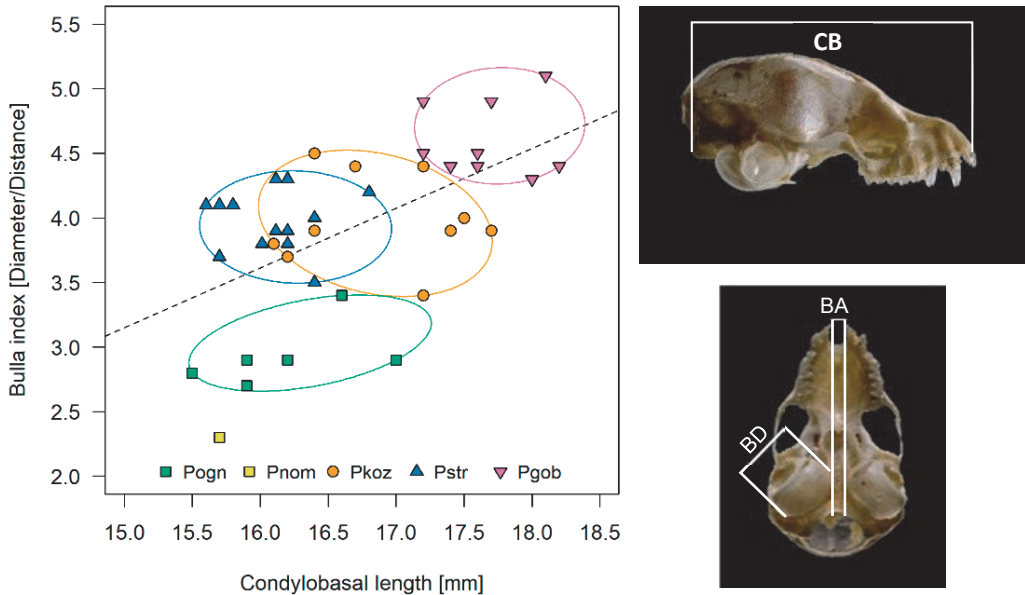 Bulla index [Diameter/Distance]
5.5
5.0
4.5
4.0
3.5
3.0
2.5
2.0
Pogn Pnom Pkoz Pstr Pgob
15.0 15.5 16.0 16.5 17.0 17.5 18.0 18.5
Condylobasal length [mm]
CB
BA
BD